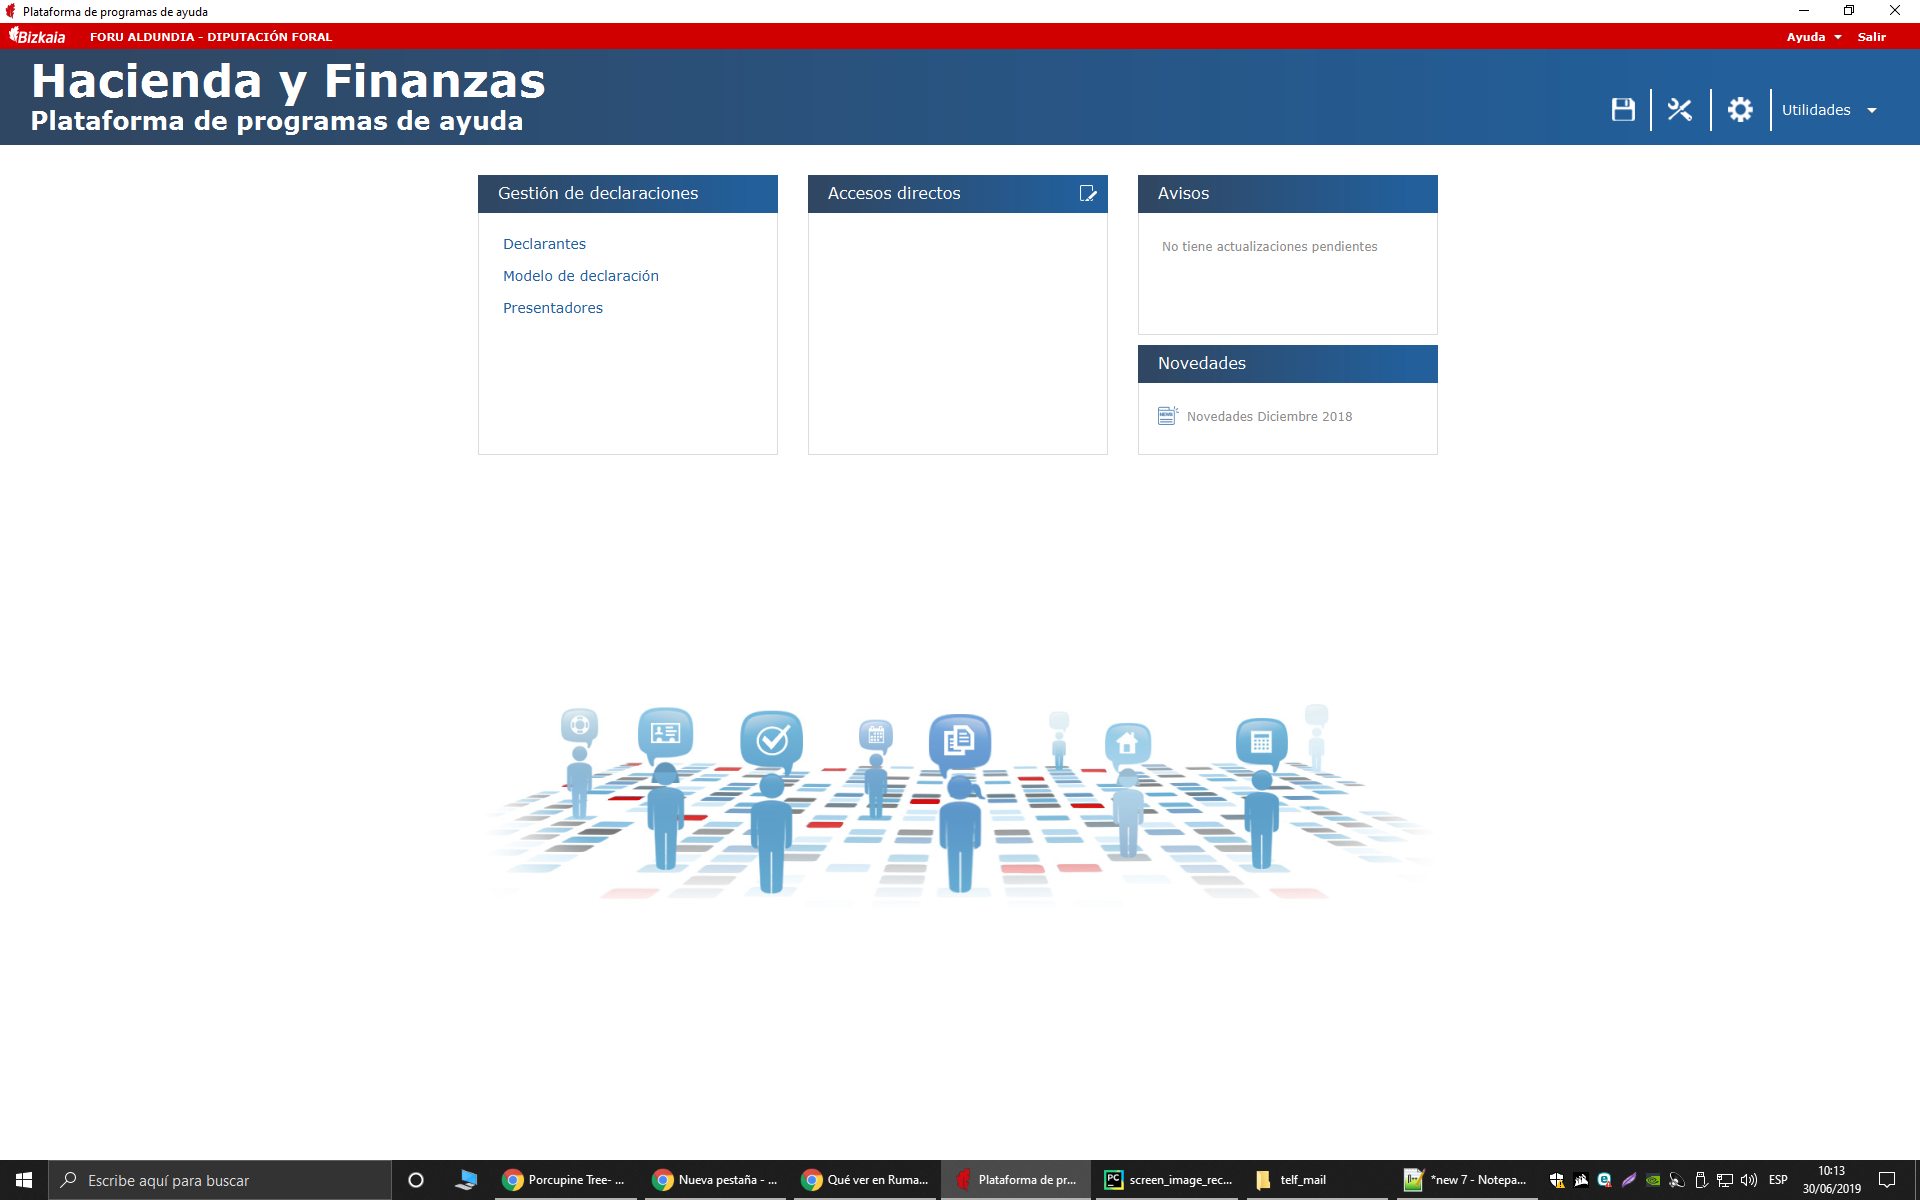 Plataforma de programas de ayuda
Bizkaia FORU ALDUNDIA - DIPUTACIÓN FORAL Ayuda Salir
Hacienda y Finanzas
Plataforma de programas de ayuda
Utilidades
Gestión de declaraciones
Declarantes
Modelo de declaración
Presentadores
Accesos directos
Avisos
No tiene actualizaciones pendientes
Novedades
NEWS Novedades Diciembre 2018
Escribe aquí para buscar
Porcupine Tree- ...
Nueva pestaña - ...
Qué ver en Ruma...
Plataforma de pr...
PC screen_image_rec...
telf_mail
*new 7 - Notepa...
ESP
10:13
30/06/2019